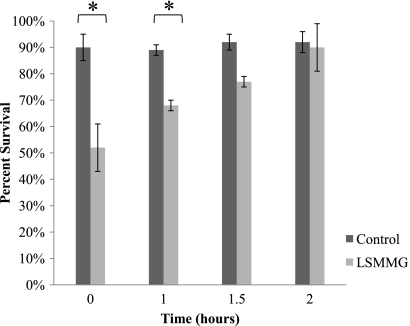 * *
100%
90%
80%
70%
60%
50%
40%
30%
20%
10%
0%
Percent Survival
0 1 1.5 2
Time (hours)
Control
LSMMG